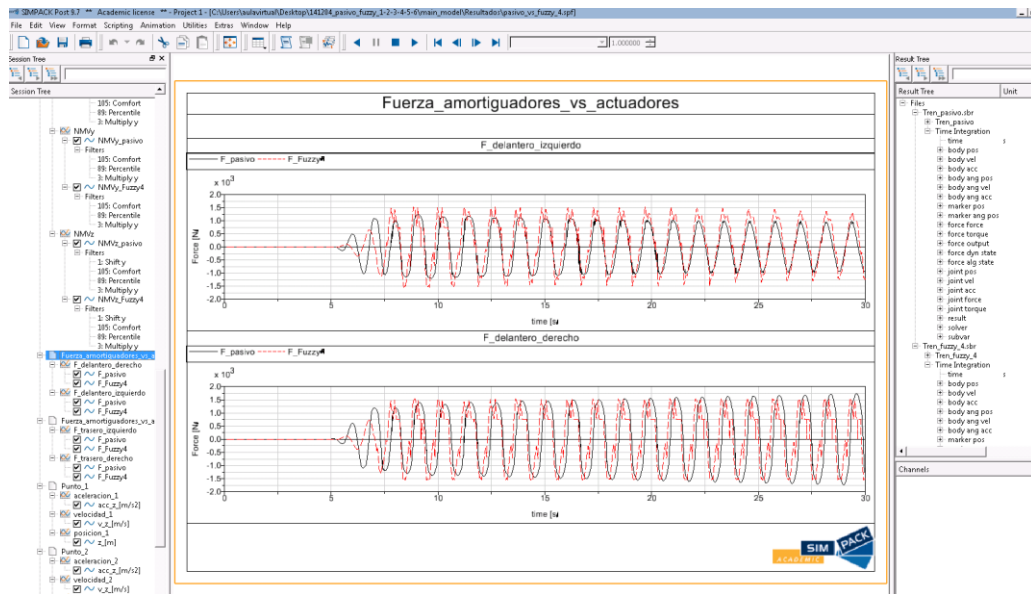 SIMPACK Post 9.7 ** Academic license ** - Project 1 - [C:\Users\aulavirtual\Desktop\141204_pasivo_fuzzy_1-2-3-4-5-6\main_model\Resultados\pasivo_vs_fuzzy_4.spf]
File Edit View Format Scripting Animation Utilities Extras Window Help
1.000000
Session Tree
Session Tree
105: Comfort
89: Percentile
3: Multiply y
NMVy
NMVy_pasivo
Filters
105: Comfort
89: Percentile
3: Multiply y
NMVy_Fuzzy4
Filters
105: Comfort
89: Percentile
3: Multiply y
NMVz
NMVz_pasivo
Filters
1: Shift y
105: Comfort
89: Percentile
3: Multiply y
NMVz_Fuzzy4
Filters
1: Shift y
105: Comfort
89: Percentile
3: Multiply y
Fuerza_amortiguadores_vs_a
F_delantero_derecho
F_pasivo
F_Fuzzy4
F_delantero_izquierdo
F_pasivo
F_Fuzzy4
Fuerza_amortiguadores_vs_a
F_trasero_izquierdo
F_pasivo
F_Fuzzy4
F_trasero_derecho
F_pasivo
F_Fuzzy4
Punto_1
aceleracion_1
acc_z_[m/s2]
velocidad_1
v_z_[m/s]
posicion_1
z_[m]
Punto_2
aceleracion_2
acc_z_[m/s2]
velocidad_2
v_z_[m/s]
Fuerza_amortiguadores_vs_actuadores
F_delantero_izquierdo
F_pasivo F_Fuzzy4
x 10³
2.0
1.5
1.0
0.5
0.0
-0.5
-1.0
-1.5
-2.0
Force [N]
0 5 10 15 20 25 30
time [s]
F_delantero_derecho
F_pasivo F_Fuzzy4
x 10³
2.0
1.5
1.0
0.5
0.0
-0.5
-1.0
-1.5
-2.0
Force [N]
0 5 10 15 20 25 30
time [s]
SIMPACK
ACADEMIC
Result Tree
Result Tree Unit
Files
Tren_pasivo.sbr
Tren_pasivo
Time Integration
time s
body pos
body vel
body acc
body ang pos
body ang vel
body ang acc
marker pos
marker ang pos
force force
force torque
force output
force dyn state
force alg state
joint pos
joint vel
joint acc
joint force
joint torque
result
solver
subvar
Tren_fuzzy_4.sbr
Tren_fuzzy_4
Time Integration
time s
body pos
body vel
body acc
body ang pos
body ang vel
body ang acc
marker pos
Channels